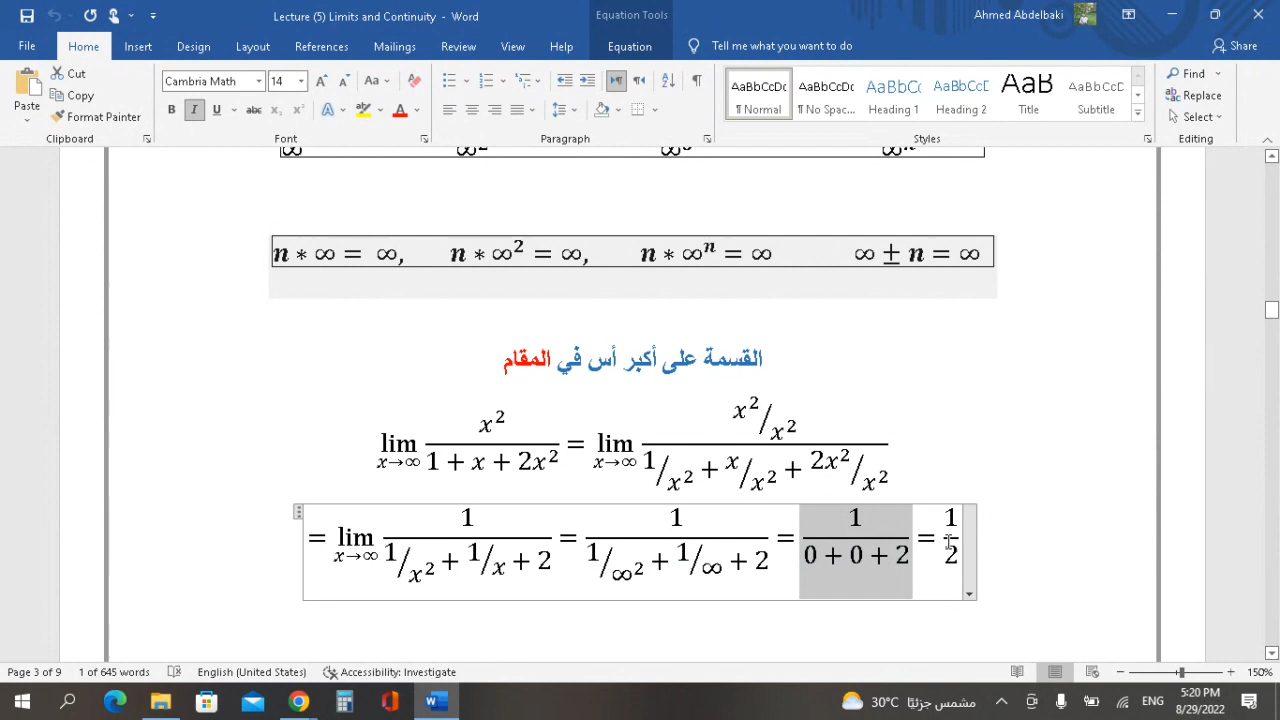 Lecture (5) Limits and Continuity - Word
Equation Tools
Ahmed Abdelbaki
File Home Insert Design Layout References Mailings Review View Help Equation Tell me what you want to do Share
Paste
Cut
Copy
Format Painter
Clipboard
Cambria Math 14
Font
Paragraph
AaBbCcDc AaBbCcDc AaBbC( AaBbCc AaB AaBbCcC
¶ Normal ¶ No Spac... Heading 1 Heading 2 Title Subtitle
Styles
Find
Replace
Select
Editing
n * ∞ = ∞, n * ∞² = ∞, n * ∞ⁿ = ∞ ∞ ± n = ∞
القسمة على أكبر أس في المقام
lim x→∞ x² / (1 + x + 2x²) = lim x→∞ (x²/x²) / (1/x² + x/x² + 2x²/x²)
= lim x→∞ 1 / (1/x² + 1/x + 2) = 1 / (1/∞² + 1/∞ + 2) = 1 / (0 + 0 + 2) = 1/2
Page 3 of 9 1 of 645 words English (United States) Accessibility: Investigate 150%
30°C مشمس جزئيًا ENG
5:20 PM
8/29/2022